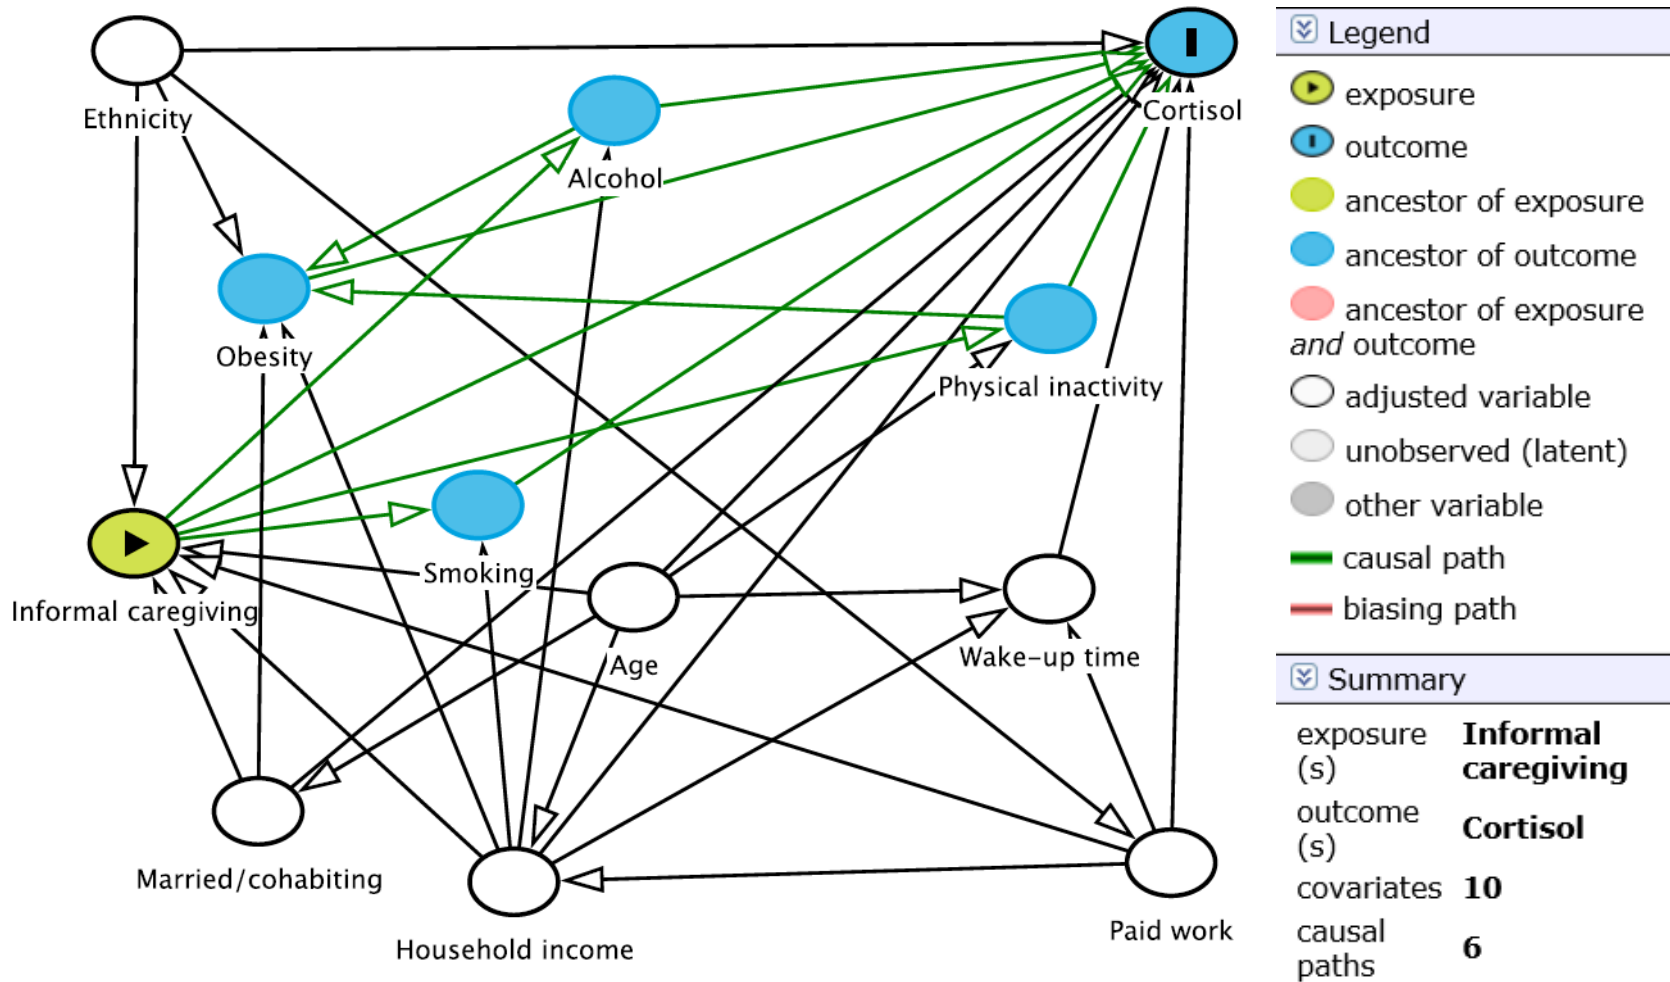 Ethnicity
Alcohol
Cortisol
Obesity
Physical inactivity
Smoking
Informal caregiving
Age
Wake-up time
Married/cohabiting
Household income
Paid work
Legend
exposure
outcome
ancestor of exposure
ancestor of outcome
ancestor of exposure
and outcome
adjusted variable
unobserved (latent)
other variable
causal path
biasing path
Summary
exposure Informal
(s) caregiving
outcome
(s) Cortisol
covariates 10
causal
paths 6